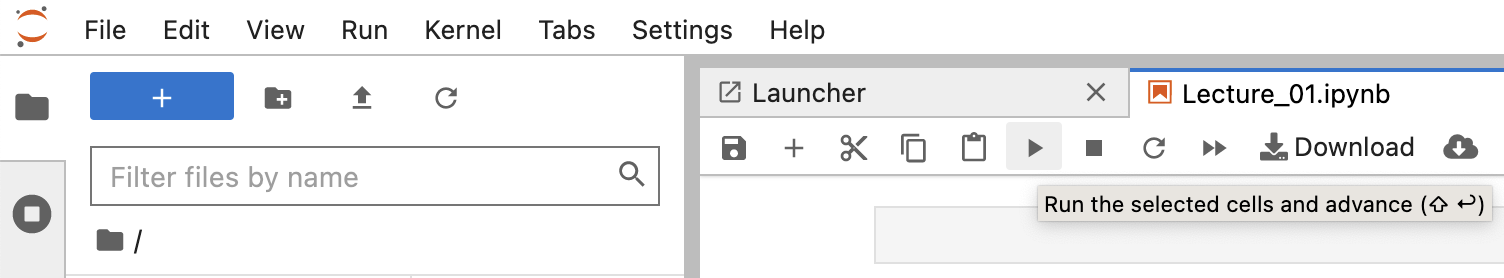 File Edit View Run Kernel Tabs Settings Help
Launcher
Lecture_01.ipynb
Download
Filter files by name
Run the selected cells and advance (⇧ ↩)
/